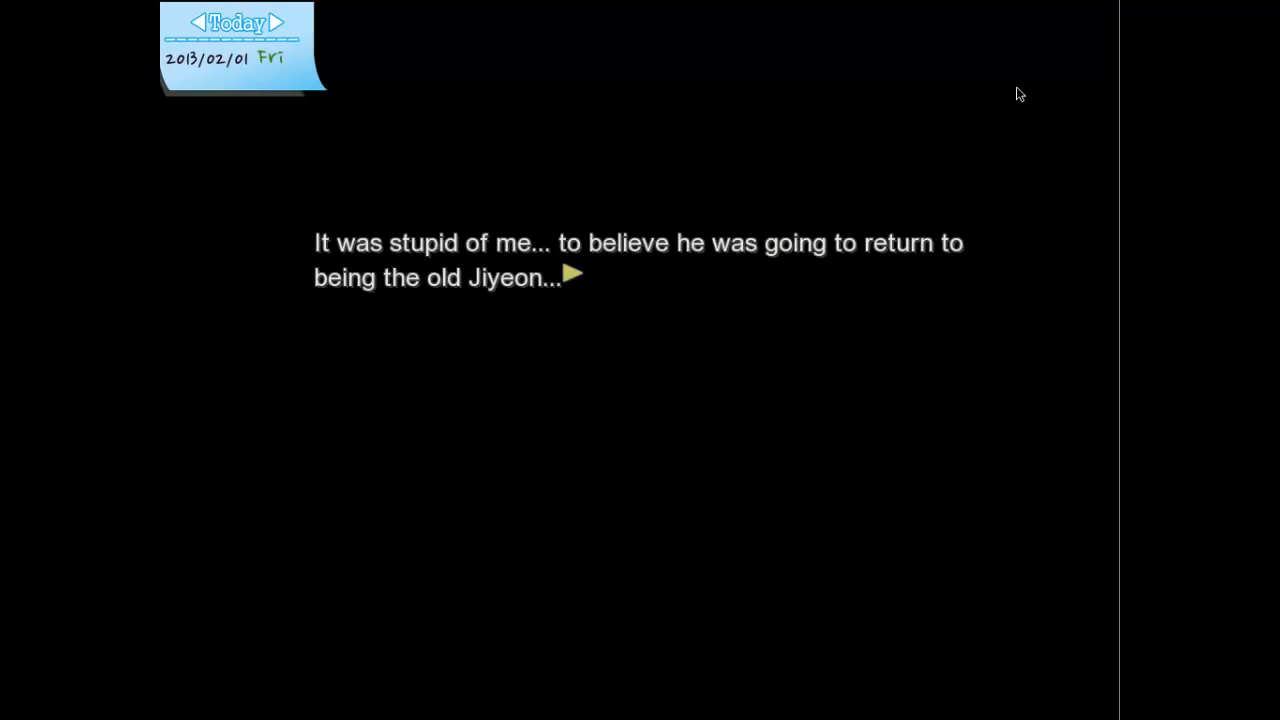 Today
2013/02/01 Fri
It was stupid of me... to believe he was going to return to
being the old Jiyeon...